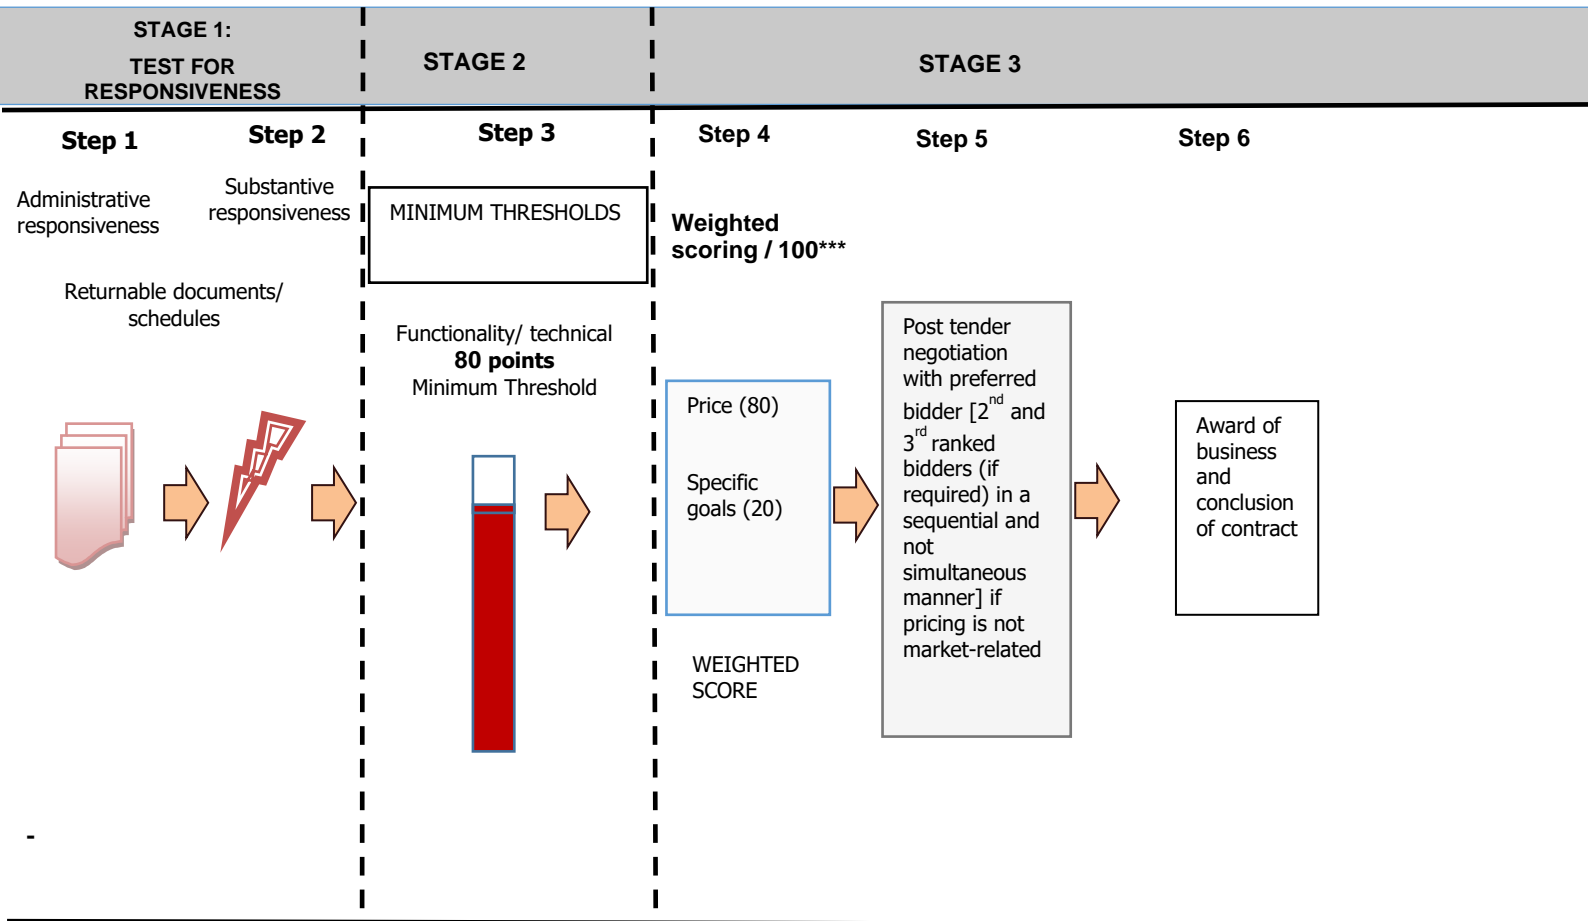 STAGE 1:
TEST FOR
RESPONSIVENESS
STAGE 2
STAGE 3
Step 1
Step 2
Step 3
Step 4
Step 5
Step 6
Administrative
responsiveness
Substantive
responsiveness
Returnable documents/
schedules
MINIMUM THRESHOLDS
Functionality/ technical
80 points
Minimum Threshold
Weighted
scoring / 100***
Price (80)
Specific
goals (20)
WEIGHTED
SCORE
Post tender
negotiation
with preferred
bidder [2nd and
3rd ranked
bidders (if
required) in a
sequential and
not
simultaneous
manner] if
pricing is not
market-related
Award of
business
and
conclusion
of contract
-